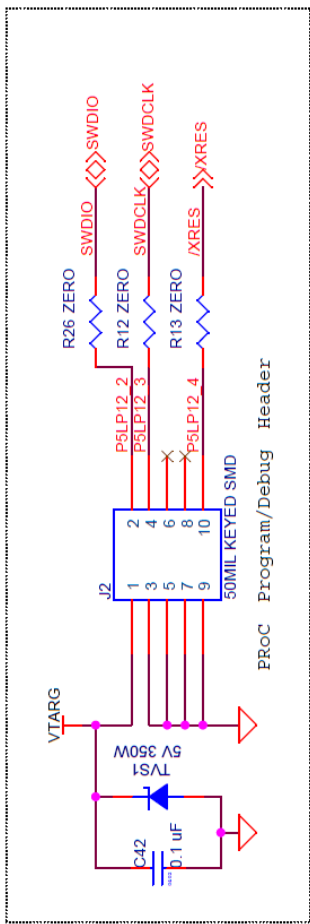 VTARG
C42
0.1 uF
TVS1
5V 350W
J2
1
2
3
4
5
6
7
8
9
10
50MIL KEYED SMD
P5LP12_2
P5LP12_3
P5LP12_4
R26 ZERO
R12 ZERO
R13 ZERO
SWDIO
SWDCLK
/XRES
SWDIO
SWDCLK
/XRES
PRoC Program/Debug Header